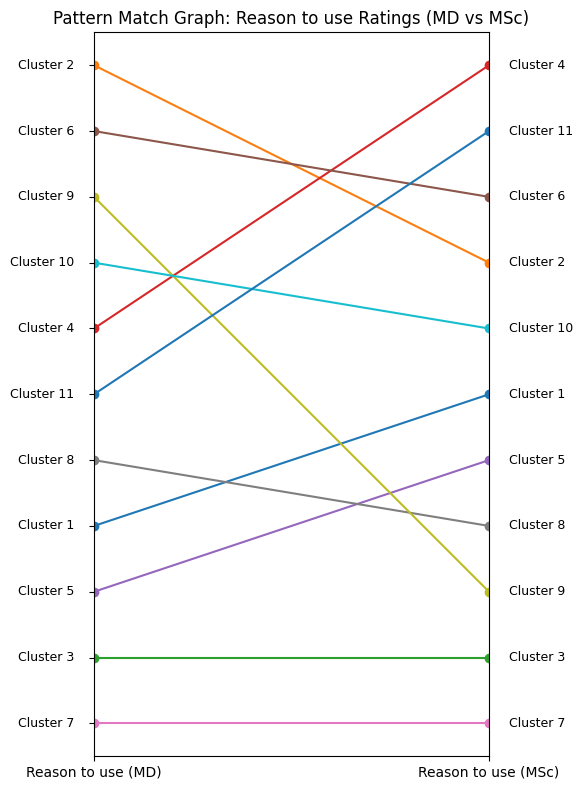 Pattern Match Graph: Reason to use Ratings (MD vs MSc)
Cluster 2
Cluster 4
Cluster 6
Cluster 11
Cluster 9
Cluster 6
Cluster 10
Cluster 2
Cluster 4
Cluster 10
Cluster 11
Cluster 1
Cluster 8
Cluster 5
Cluster 1
Cluster 8
Cluster 5
Cluster 9
Cluster 3
Cluster 3
Cluster 7
Cluster 7
Reason to use (MD)
Reason to use (MSc)